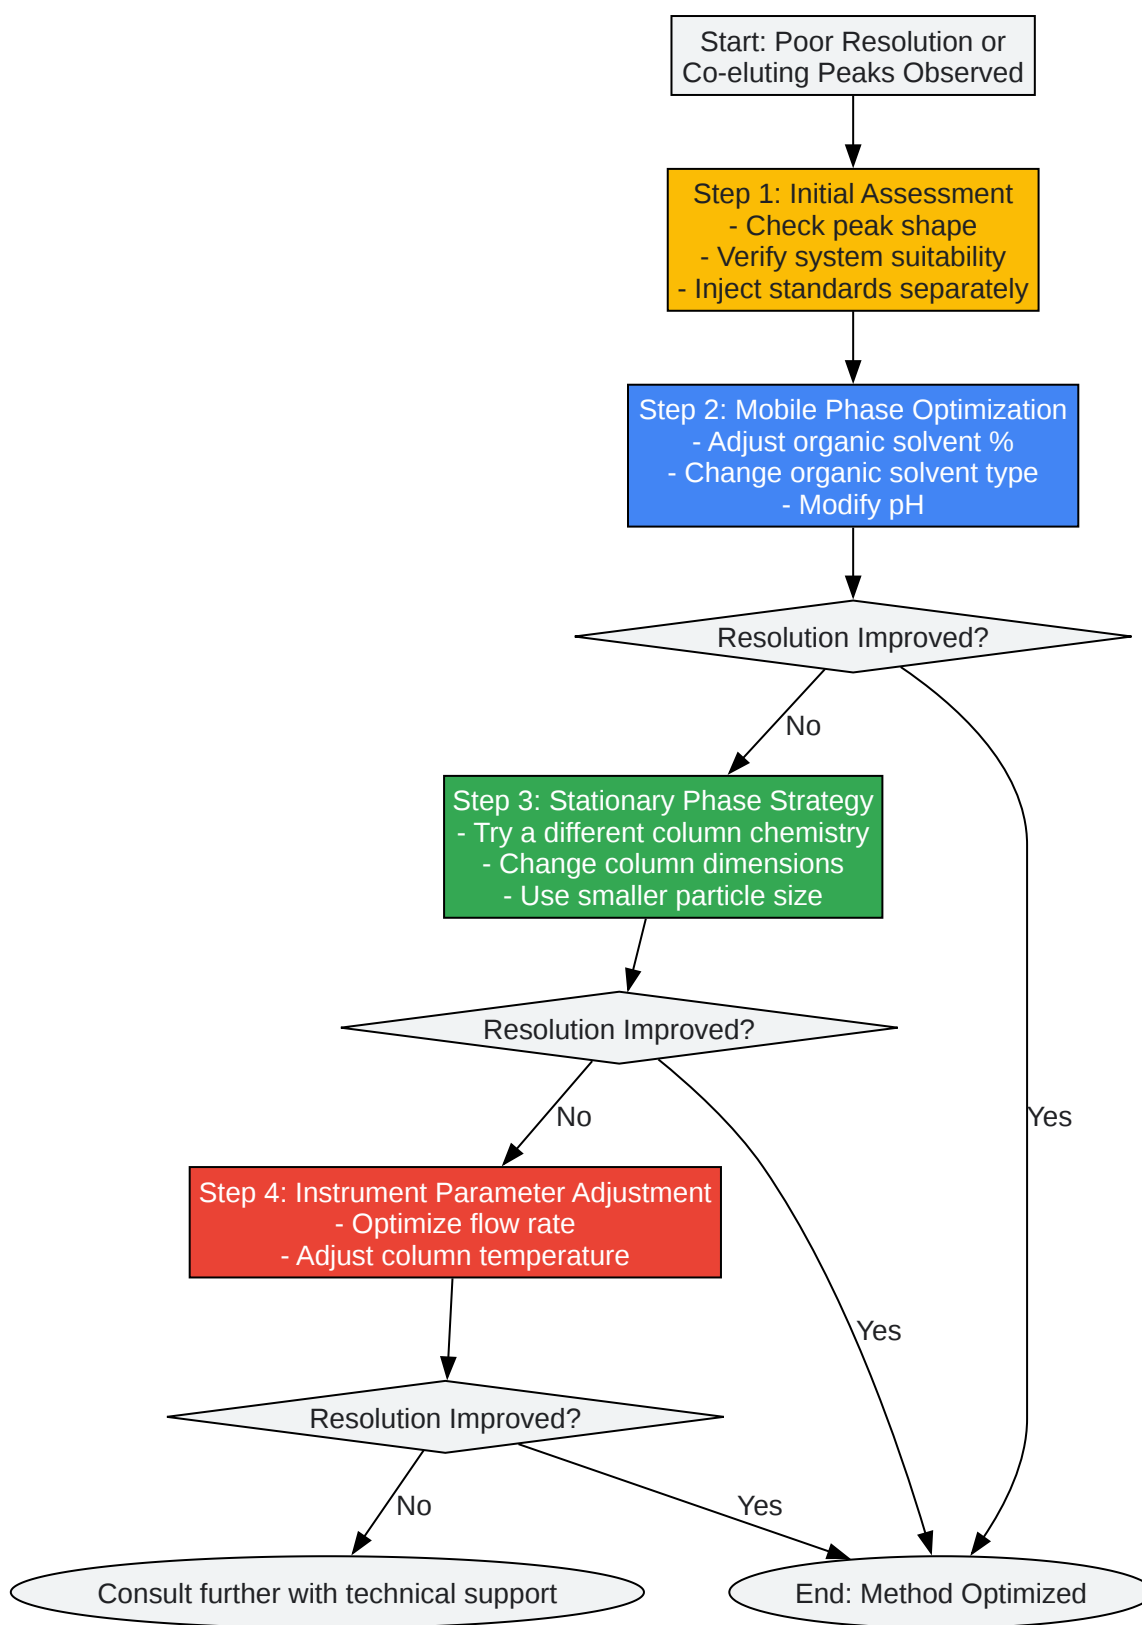 Start: Poor Resolution or
Co-eluting Peaks Observed
Step 1: Initial Assessment
- Check peak shape
- Verify system suitability
- Inject standards separately
Step 2: Mobile Phase Optimization
- Adjust organic solvent %
- Change organic solvent type
- Modify pH
Resolution Improved?
No
Step 3: Stationary Phase Strategy
- Try a different column chemistry
- Change column dimensions
- Use smaller particle size
Resolution Improved?
No
Yes
Step 4: Instrument Parameter Adjustment
- Optimize flow rate
- Adjust column temperature
Yes
Resolution Improved?
No
Yes
Consult further with technical support
End: Method Optimized